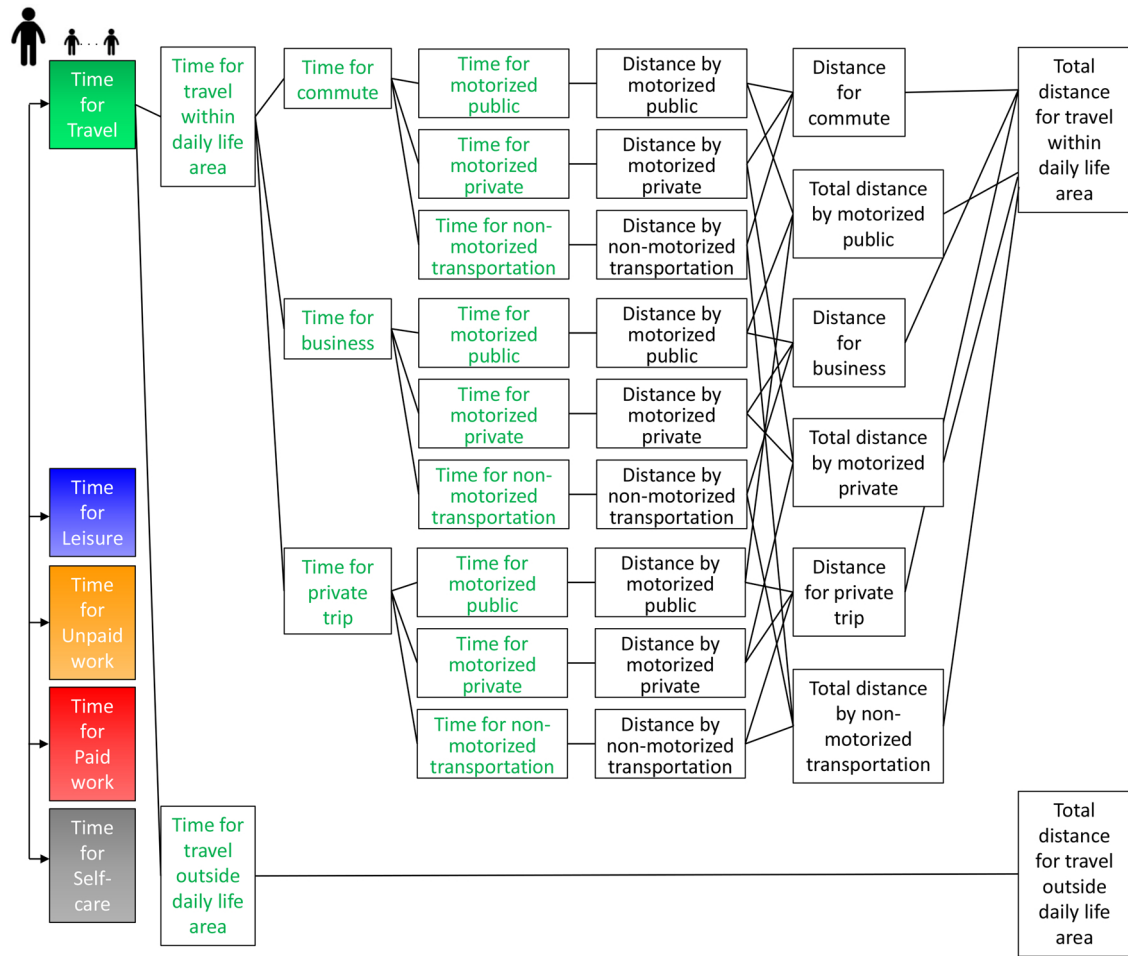 Time
for
Travel
Time
for
Leisure
Time
for
Unpaid
work
Time
for
Paid
work
Time
for
Self-
care
Time for
travel
within
daily life
area
Time for
travel
outside
daily life
area
Time for
commute
Time for
business
Time for
private
trip
Time for
motorized
public
Time for
motorized
private
Time for non-
motorized
transportation
Time for
motorized
public
Time for
motorized
private
Time for non-
motorized
transportation
Time for
motorized
public
Time for
motorized
private
Time for non-
motorized
transportation
Distance by
motorized
public
Distance by
motorized
private
Distance by
non-motorized
transportation
Distance by
motorized
public
Distance by
motorized
private
Distance by
non-motorized
transportation
Distance by
motorized
public
Distance by
motorized
private
Distance by
non-motorized
transportation
Distance
for
commute
Total distance
by motorized
public
Distance
for
business
Total distance
by motorized
private
Distance
for private
trip
Total distance
by non-
motorized
transportation
Total
distance
for travel
within
daily life
area
Total
distance
for travel
outside
daily life
area